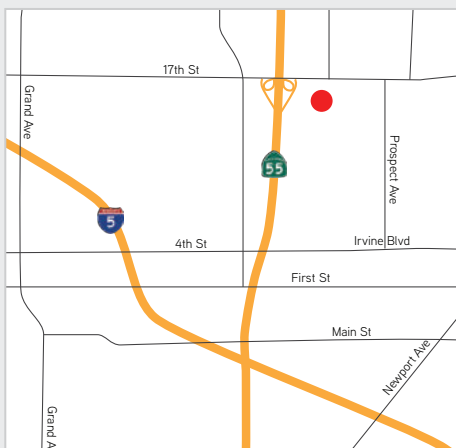 17th St
Grand Ave
Prospect Ave
55
5
4th St
Irvine Blvd
First St
Main St
Newport Ave
Grand A